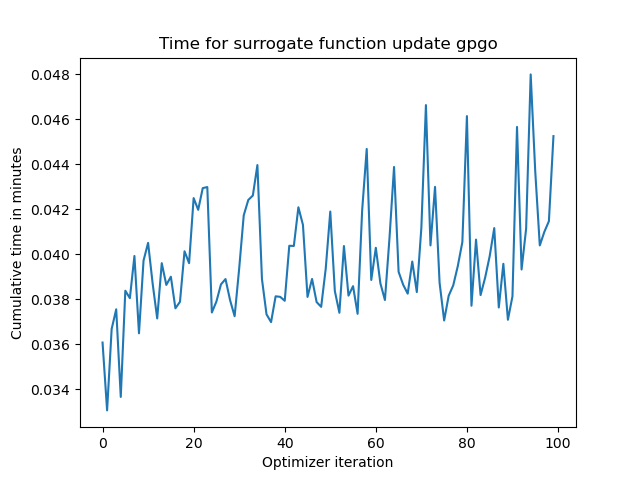 Time for surrogate function update gpgo
Cumulative time in minutes
0.048
0.046
0.044
0.042
0.040
0.038
0.036
0.034
0 20 40 60 80 100
Optimizer iteration